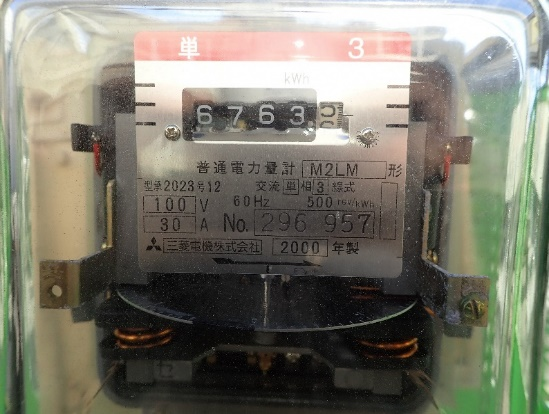 単 3
kWh
6763
普通電力量計 M2LM 形
型承2023号12 交流 単 相 3 線式
100 V 60Hz 500 rev/kWh
30 A No. 296 957
三菱電機株式会社 2000 年製